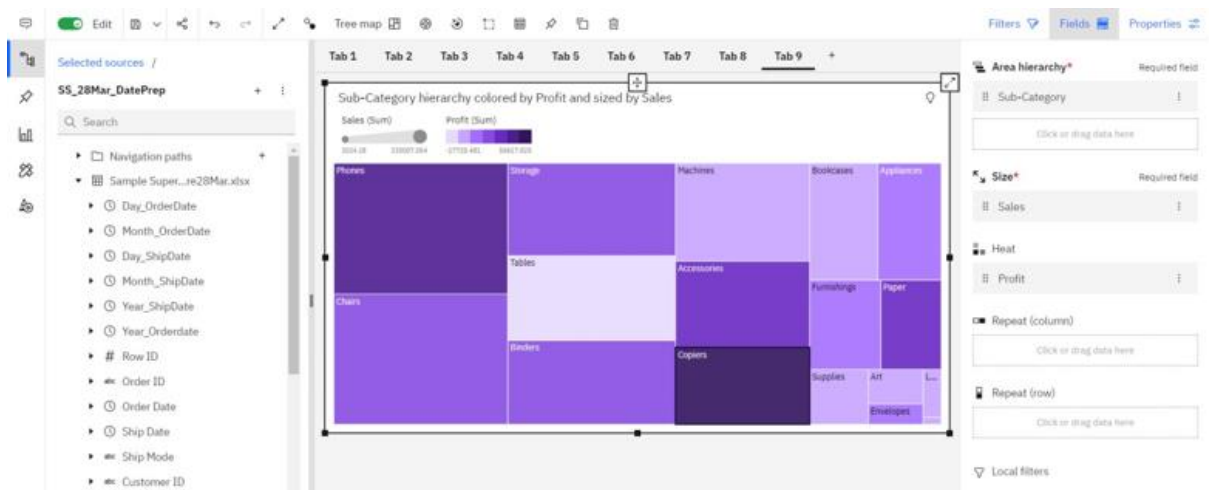 Edit
Tree map
Filters
Fields
Properties
Selected sources /
SS_28Mar_DatePrep
Search
Navigation paths
Sample Super...re28Mar.xlsx
Day_OrderDate
Month_OrderDate
Day_ShipDate
Month_ShipDate
Year_ShipDate
Year_Orderdate
# Row ID
abc Order ID
Order Date
Ship Date
abc Ship Mode
abc Customer ID
Tab 1 Tab 2 Tab 3 Tab 4 Tab 5 Tab 6 Tab 7 Tab 8 Tab 9 +
Sub-Category hierarchy colored by Profit and sized by Sales
Sales (Sum) Profit (Sum)
Phones
Storage
Machines
Bookcases
Appliances
Tables
Accessories
Chairs
Furnishings
Paper
Binders
Copiers
Supplies
Art
L...
Envelopes
Area hierarchy* Required field
Sub-Category
Click or drag data here
Size* Required field
Sales
Heat
Profit
Repeat (column)
Click or drag data here
Repeat (row)
Click or drag data here
Local filters